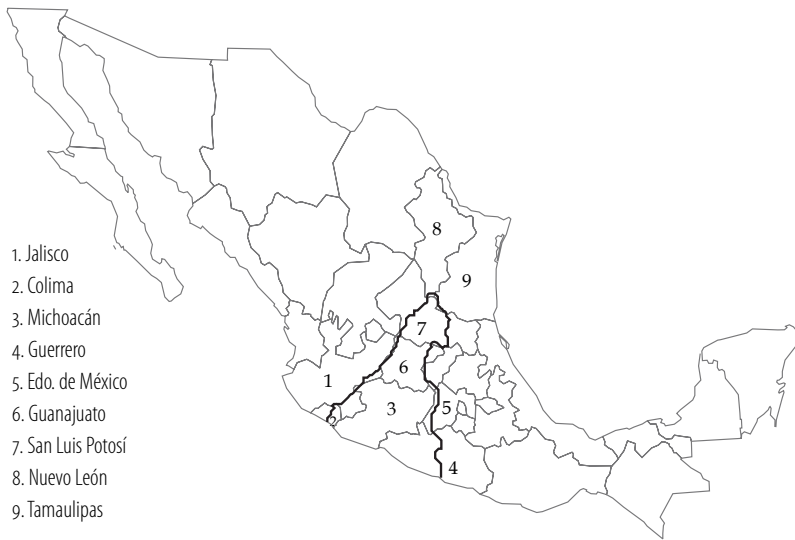 8
9
7
6
1
3
5
2
4
1. Jalisco
2. Colima
3. Michoacán
4. Guerrero
5. Edo. de México
6. Guanajuato
7. San Luis Potosí
8. Nuevo León
9. Tamaulipas